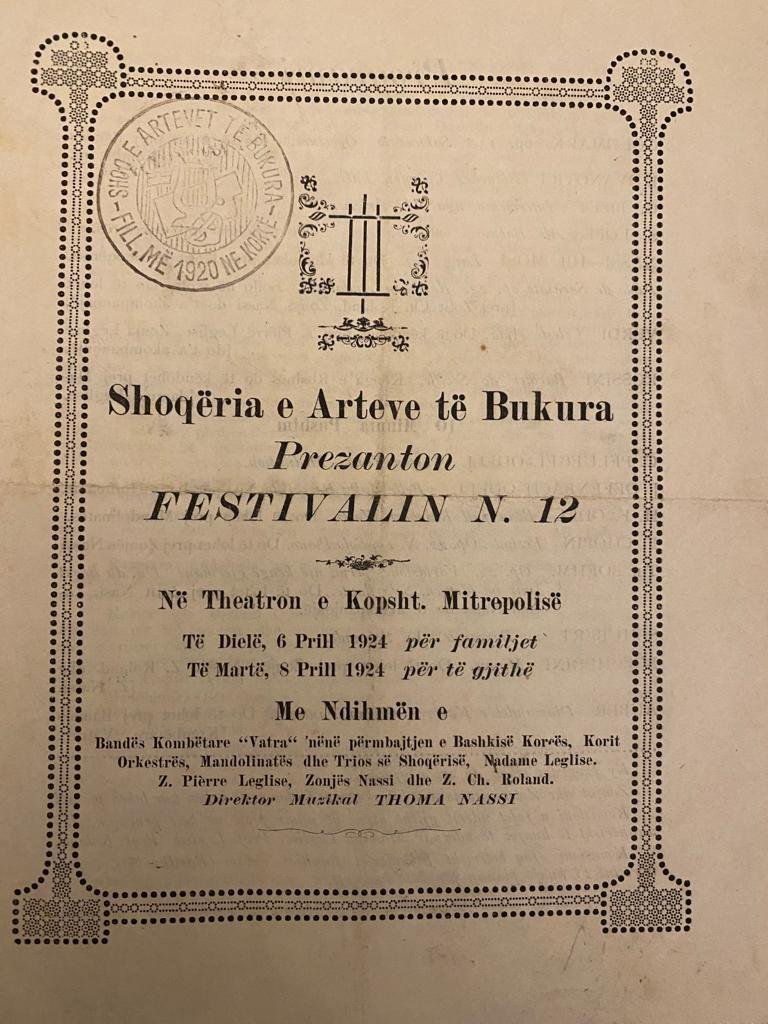 SHOQ. E ARTEVET TË BUKURA
FILL. MË 1920 NË KORÇË
Shoqëria e Arteve të Bukura
Prezanton
FESTIVALIN N. 12
Në Theatron e Kopsht. Mitropolisë
Të Dielë, 6 Prill 1924 për familjet
Të Martë, 8 Prill 1924 për të gjithë
Me Ndihmën e
Bandës Kombëtare “Vatra“ 'nënë përmbajtjen e Bashkisë Korçës, Korit
Orkestrës, Mandolinatës dhe Trios së Shoqërisë, Nadame Leglise.
Z. Pièrre Leglise, Zonjës Nassi dhe Z. Ch. Roland.
Direktor Muzikal THOMA NASSI